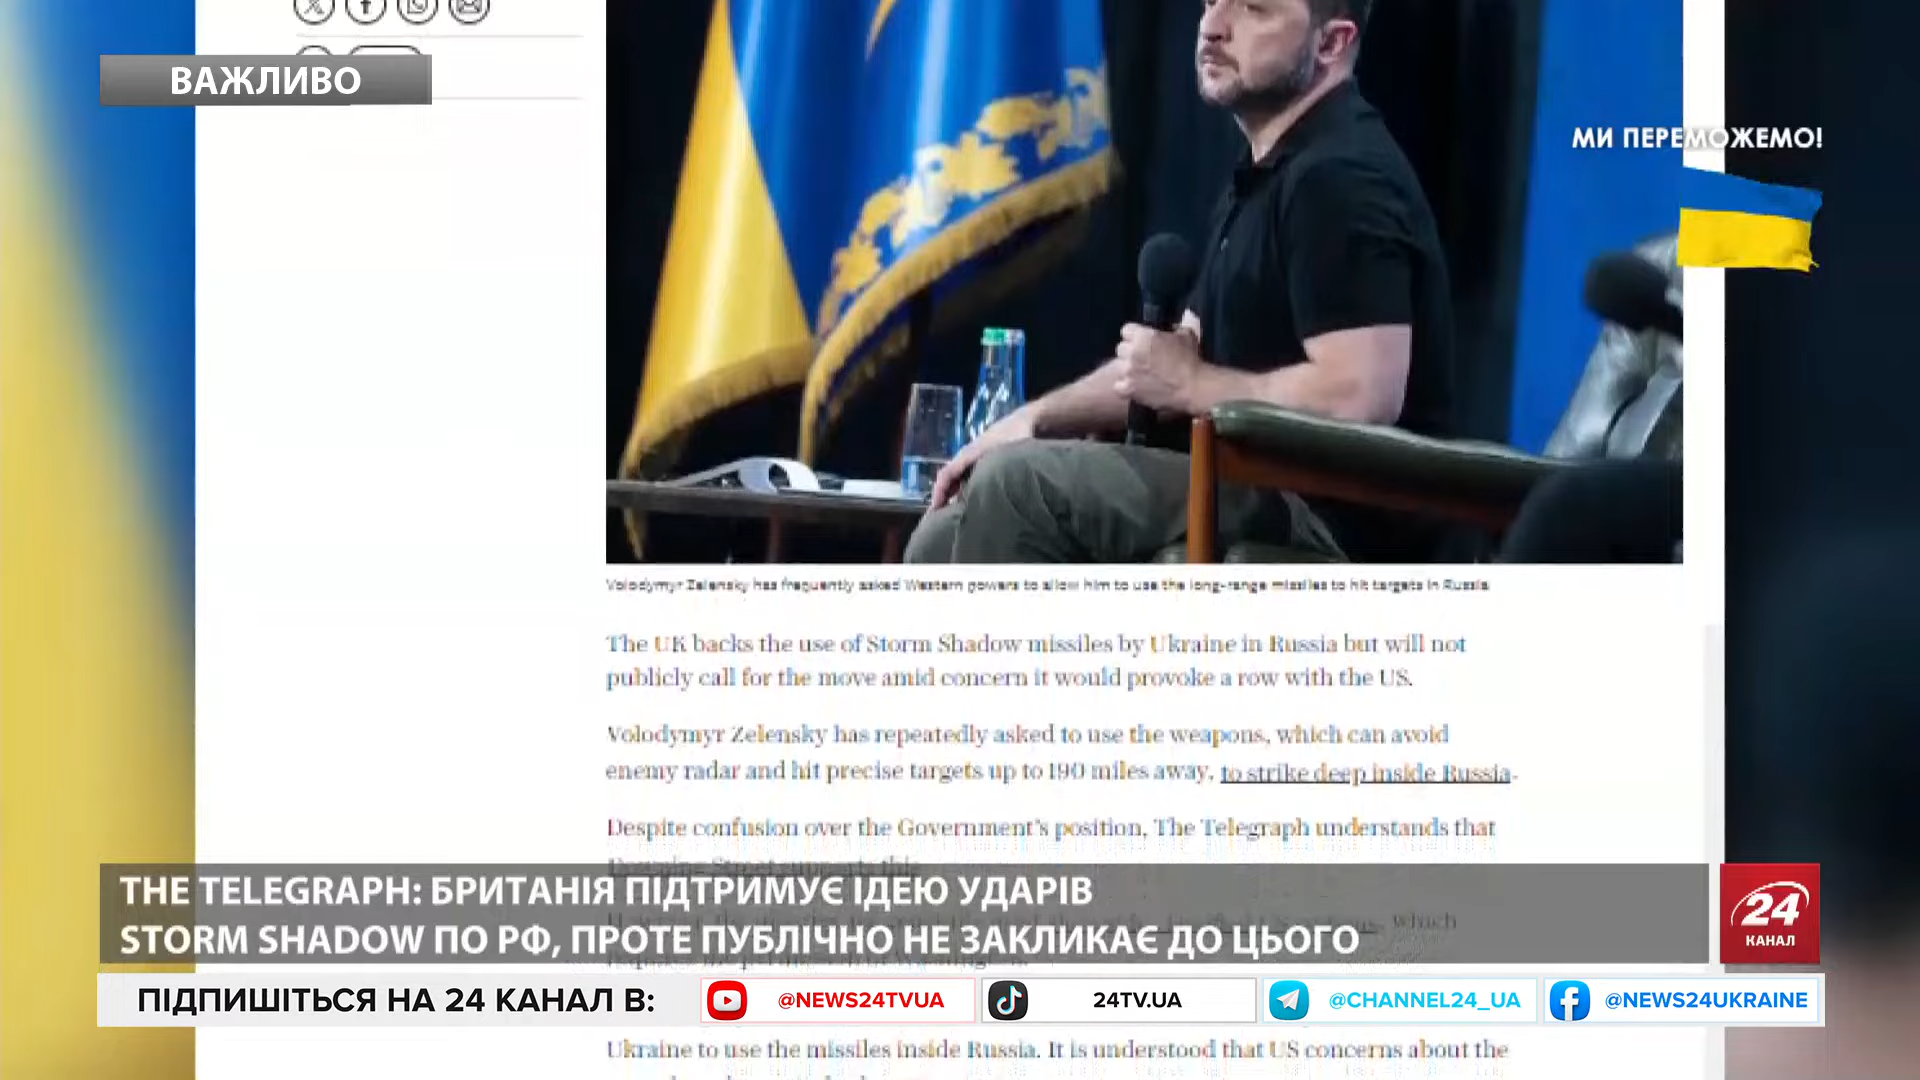 ВАЖЛИВО
МИ ПЕРЕМОЖЕМО!
Volodymyr Zelensky has frequently asked Western powers to allow him to use the long-range missiles to hit targets in Russia
The UK backs the use of Storm Shadow missiles by Ukraine in Russia but will not
publicly call for the move amid concern it would provoke a row with the US.
Volodymyr Zelensky has repeatedly asked to use the weapons, which can avoid
enemy radar and hit precise targets up to 190 miles away, to strike deep inside Russia.
Despite confusion over the Government's position, The Telegraph understands that
Downing Street supports this
THE TELEGRAPH: БРИТАНІЯ ПІДТРИМУЄ ІДЕЮ УДАРІВ
which
STORM SHADOW ПО РФ, ПРОТЕ ПУБЛІЧНО НЕ ЗАКЛИКАЄ ДО ЦЬОГО
24
КАНАЛ
ПІДПИШІТЬСЯ НА 24 КАНАЛ В: @NEWS24TVUA 24TV.UA @CHANNEL24_UA @NEWS24UKRAINE
Ukraine to use the missiles inside Russia. It is understood that US concerns about the